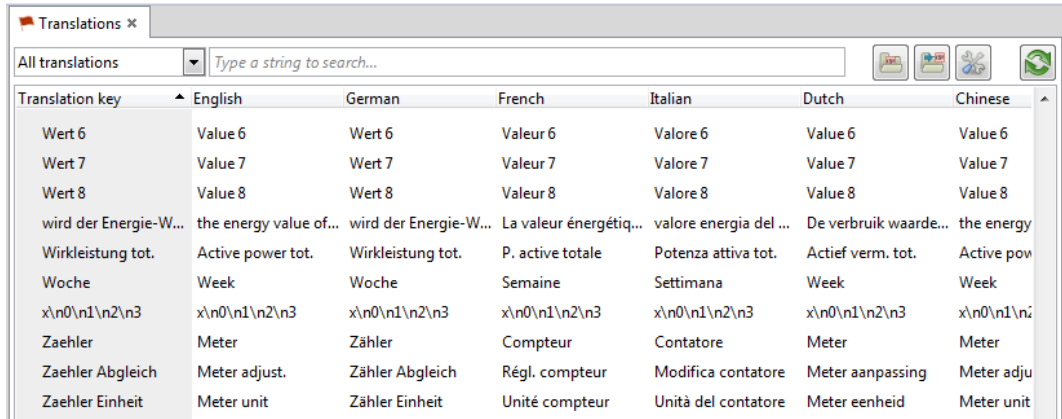 Translations
All translations Type a string to search...
Translation key English German French Italian Dutch Chinese
Wert 6 Value 6 Wert 6 Valeur 6 Valore 6 Value 6 Value 6
Wert 7 Value 7 Wert 7 Valeur 7 Valore 7 Value 7 Value 7
Wert 8 Value 8 Wert 8 Valeur 8 Valore 8 Value 8 Value 8
wird der Energie-W... the energy value of... wird der Energie-W... La valeur énergétiq... valore energia del ... De verbruik waarde... the energy
Wirkleistung tot. Active power tot. Wirkleistung tot. P. active totale Potenza attiva tot. Actief verm. tot. Active pow
Woche Week Woche Semaine Settimana Week Week
x\n0\n1\n2\n3 x\n0\n1\n2\n3 x\n0\n1\n2\n3 x\n0\n1\n2\n3 x\n0\n1\n2\n3 x\n0\n1\n2\n3 x\n0\n1\n2
Zaehler Meter Zähler Compteur Contatore Meter Meter
Zaehler Abgleich Meter adjust. Zähler Abgleich Régl. compteur Modifica contatore Meter aanpassing Meter adju
Zaehler Einheit Meter unit Zähler Einheit Unité compteur Unità del contatore Meter eenheid Meter unit